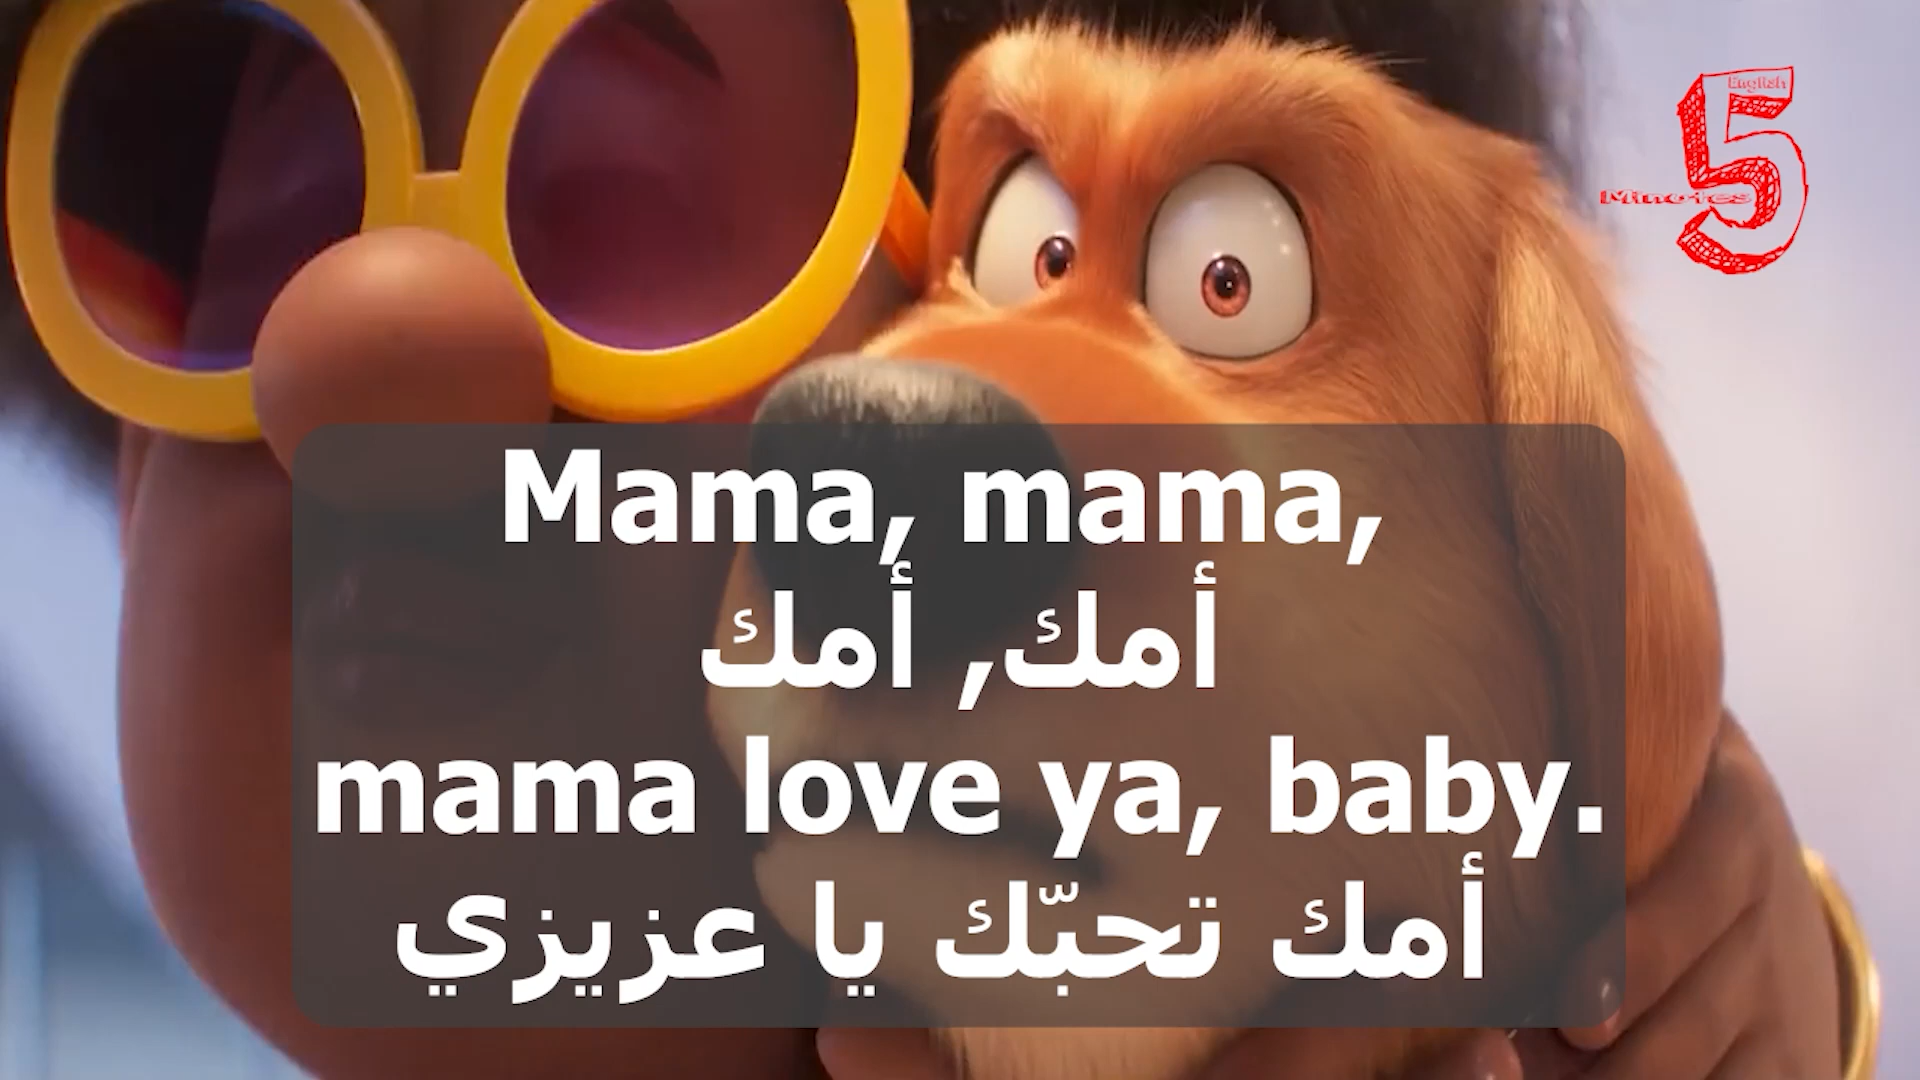 English
5
Minutes
Mama, mama,
أمك, أمك
mama love ya, baby.
أمك تحبّك يا عزيزي